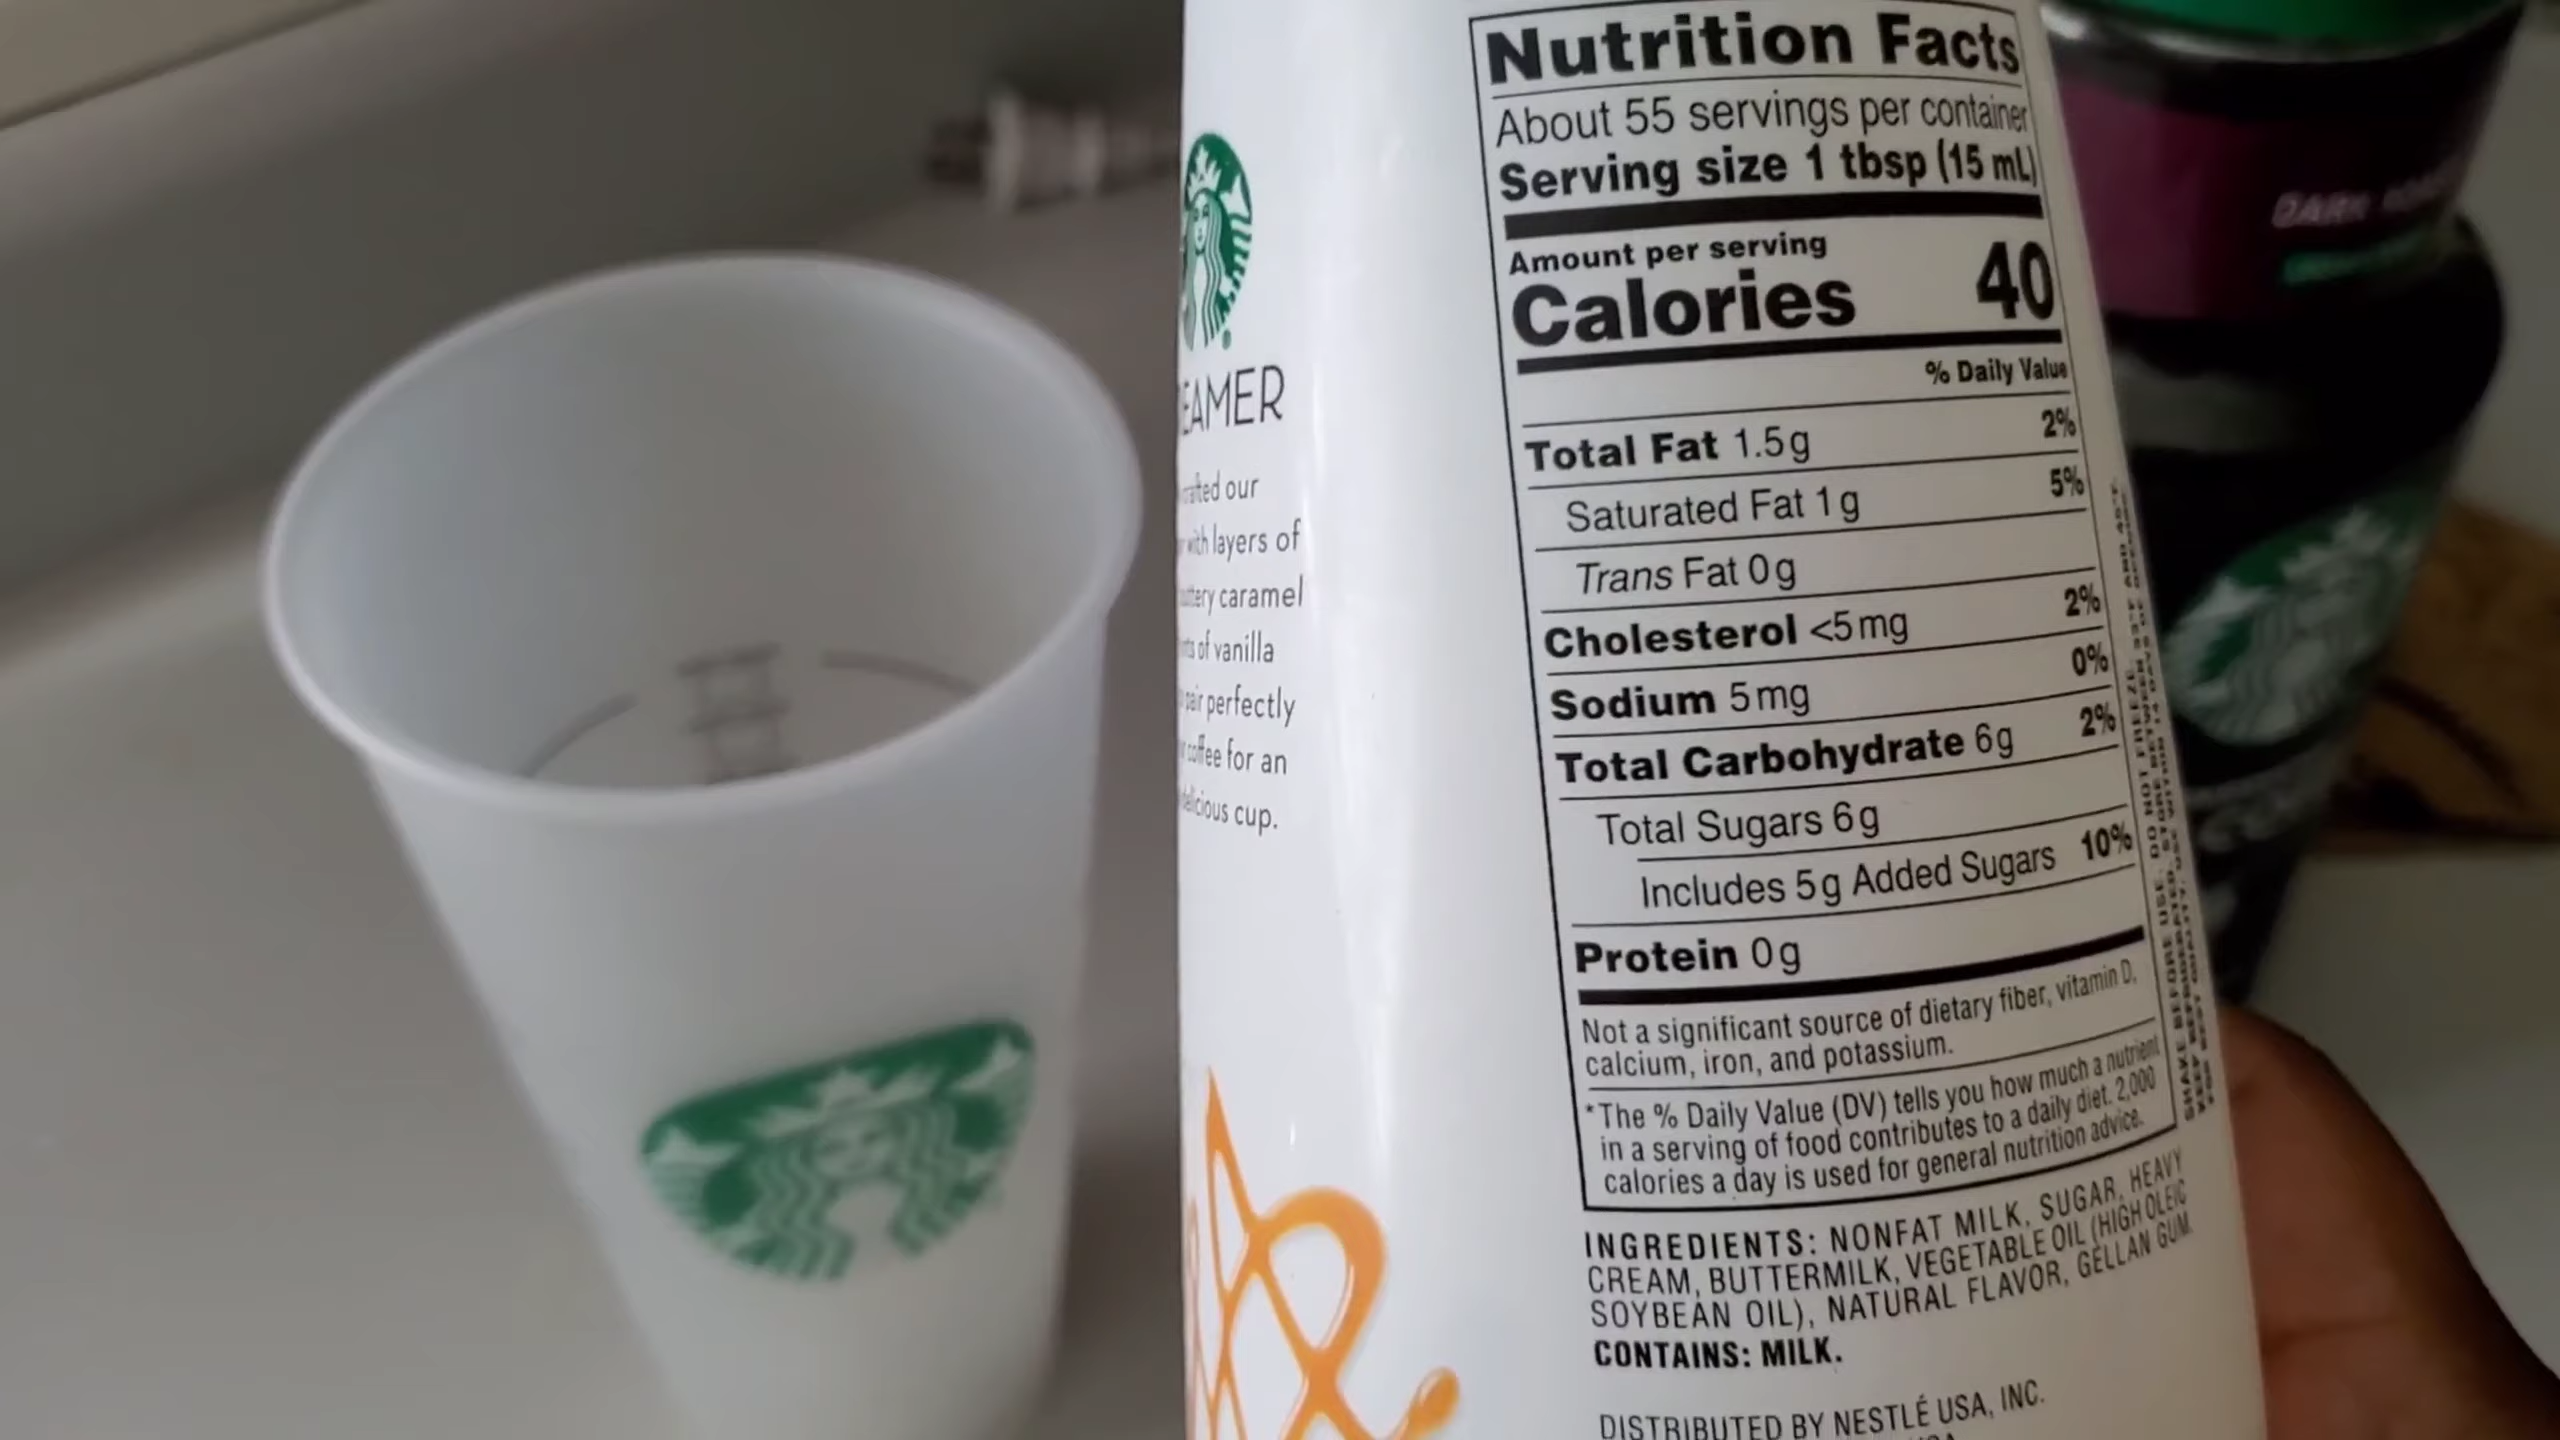 EAMER
our
with layers of
caramel
of vanilla
pair perfectly
coffee for an
delicious cup.
Nutrition Facts
About 55 servings per container
Serving size 1 tbsp (15 mL)
Amount per serving
Calories 40
% Daily Value
Total Fat 1.5g 2%
Saturated Fat 1g 5%
Trans Fat 0g
Cholesterol <5mg 2%
Sodium 5mg 0%
Total Carbohydrate 6g 2%
Total Sugars 6g
Includes 5g Added Sugars 10%
Protein 0g
Not a significant source of dietary fiber, vitamin D,
calcium, iron, and potassium.
*The % Daily Value (DV) tells you how much a nutrient
in a serving of food contributes to a daily diet. 2,000
calories a day is used for general nutrition advice.
INGREDIENTS: NONFAT MILK, SUGAR, HEAVY
CREAM, BUTTERMILK, VEGETABLE OIL (HIGH OLEIC
SOYBEAN OIL), NATURAL FLAVOR, GELLAN GUM.
CONTAINS: MILK.
DISTRIBUTED BY NESTLÉ USA, INC.
SHAKE BEFORE USE. DO NOT FREEZE.
DARK